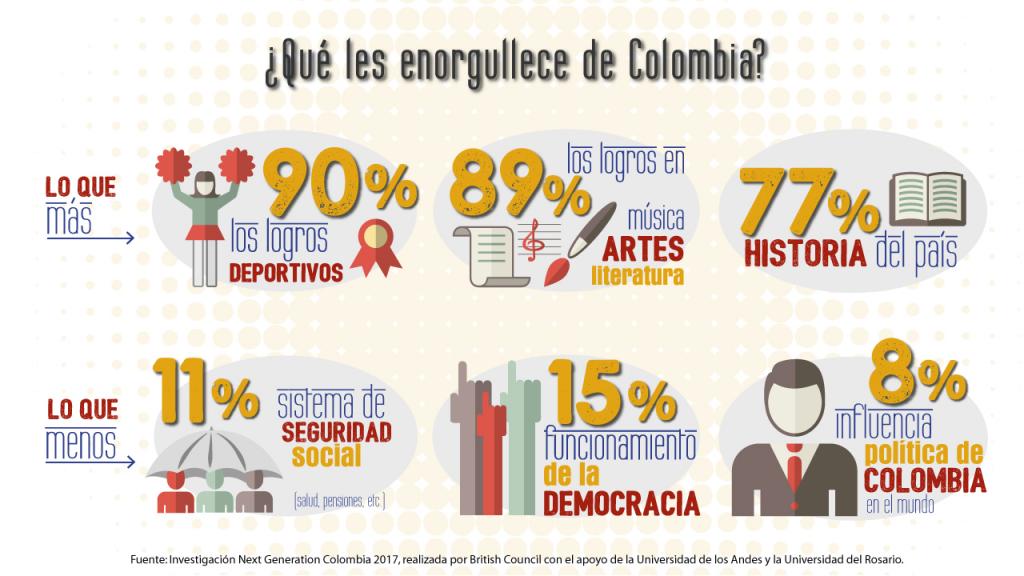 ¿Qué les enorgullece de Colombia?
LO QUE
más
90%
los logros
DEPORTIVOS
89%
los logros en
música
ARTES
literatura
77%
HISTORIA del país
LO QUE
menos
11%
sistema de
SEGURIDAD
social
(salud, pensiones, etc.)
15%
funcionamiento
de la
DEMOCRACIA
8%
influencia
política de
COLOMBIA
en el mundo
Fuente: Investigación Next Generation Colombia 2017, realizada por British Council con el apoyo de la Universidad de los Andes y la Universidad del Rosario.